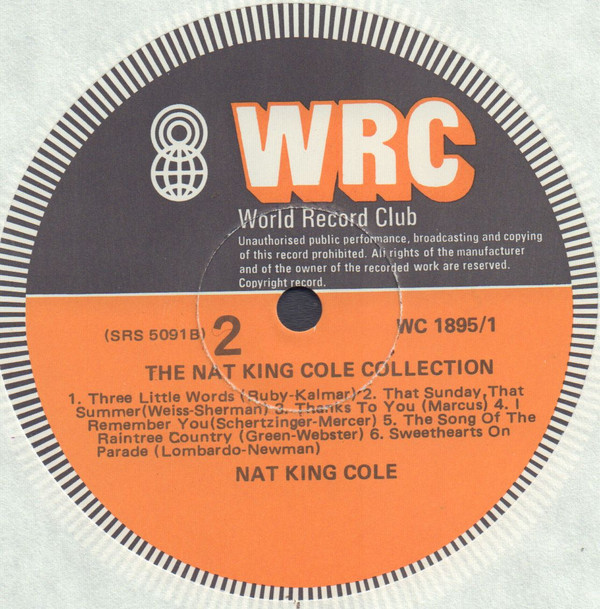 WRC
World Record Club
Unauthorised public performance, broadcasting and copying
of this record prohibited. All rights of the manufacturer
and of the owner of the recorded work are reserved.
Copyright record.
(SRS 5091B) 2 WC 1895/1
THE NAT KING COLE COLLECTION
1. Three Little Words (Ruby-Kalmar) 2. That Sunday,That
Summer(Weiss-Sherman) 3. Thanks To You (Marcus) 4. I
Remember You(Schertzinger-Mercer) 5. The Song Of The
Raintree Country (Green-Webster) 6. Sweethearts On
Parade (Lombardo-Newman)
NAT KING COLE